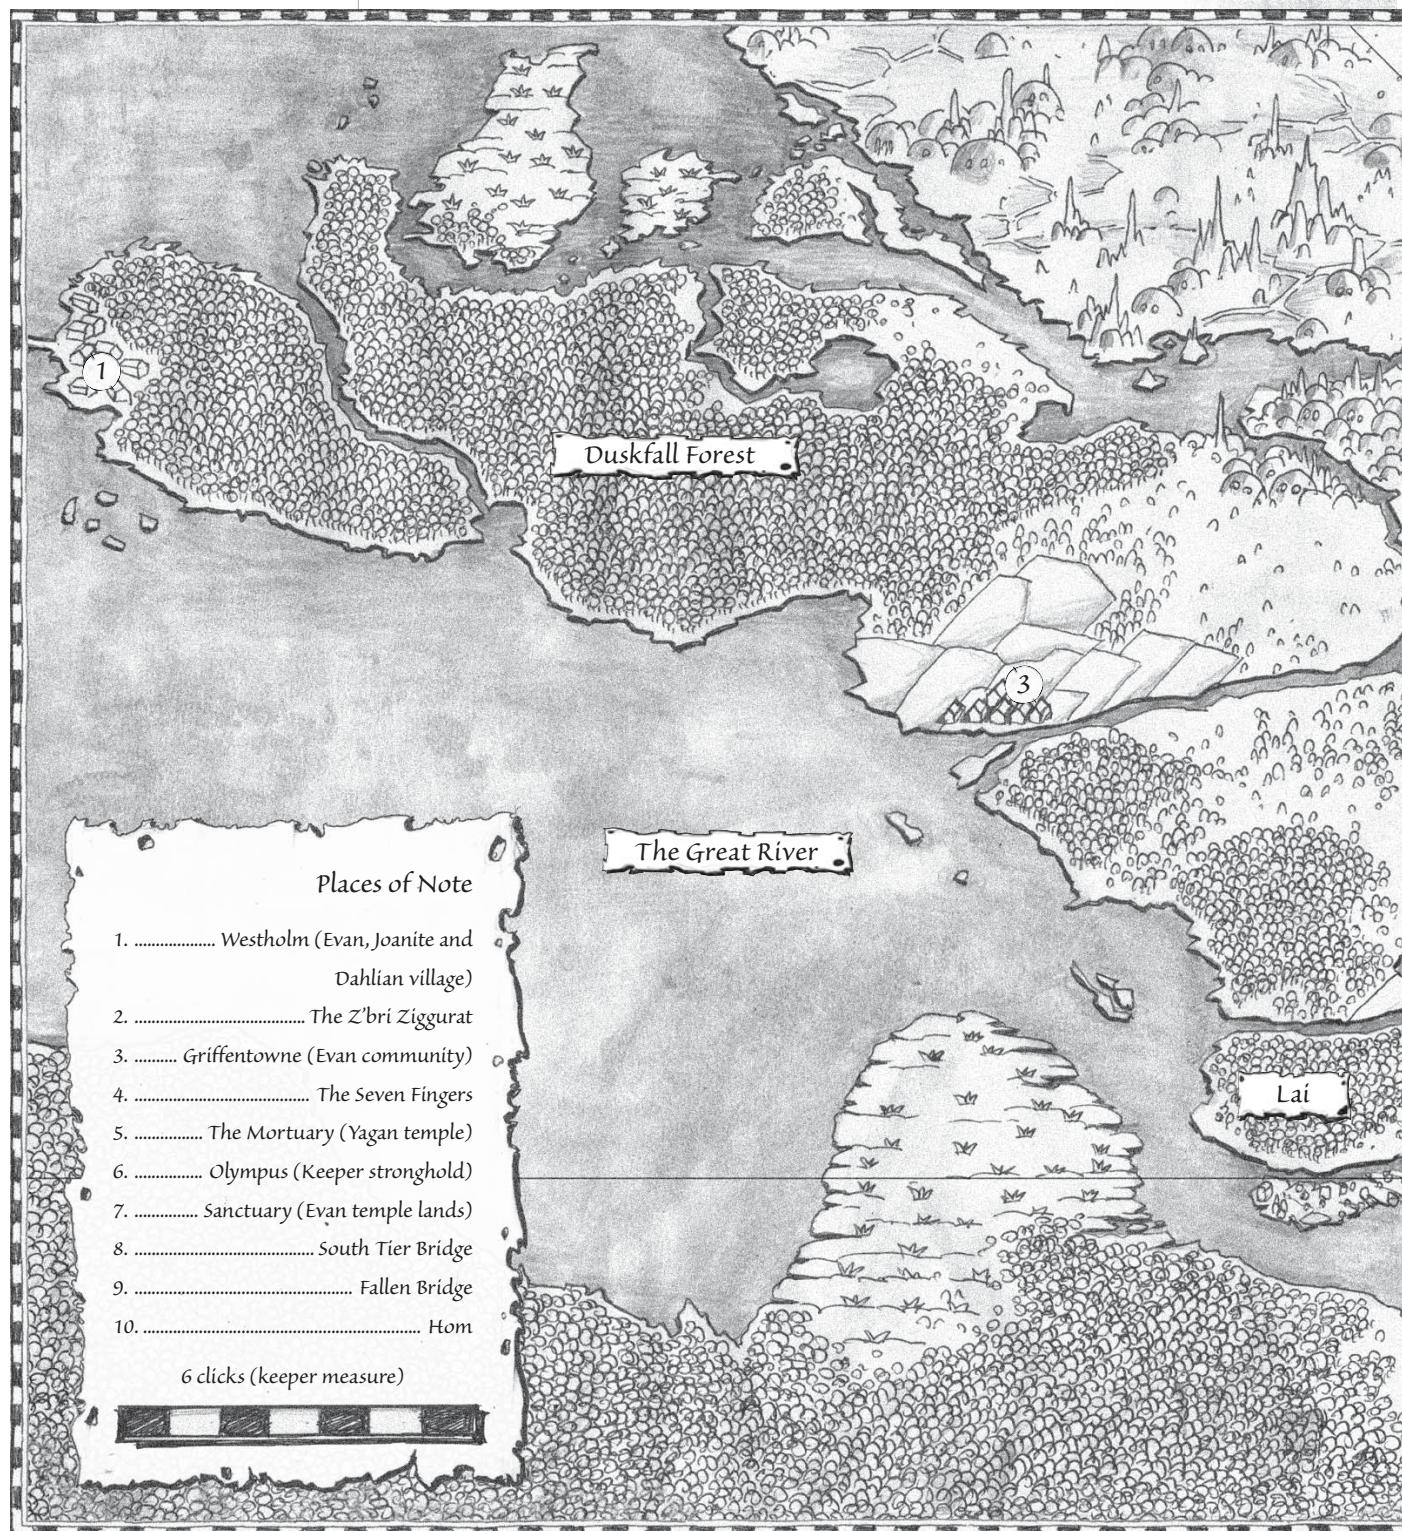 1
Duskfall Forest
3
The Great River
Places of Note
1. ................... Westholm (Evan, Joanite and
Dahlian village)
2. ........................................ The Z'bri Ziggurat
3. .......... Griffentowne (Evan community)
4. ......................................... The Seven Fingers
5. ................ The Mortuary (Yagan temple)
6. ................ Olympus (Keeper stronghold)
7. ............... Sanctuary (Evan temple lands)
8. .......................................... South Tier Bridge
9. .................................................... Fallen Bridge
10. .................................................................. Hom
6 clicks (keeper measure)
Lai